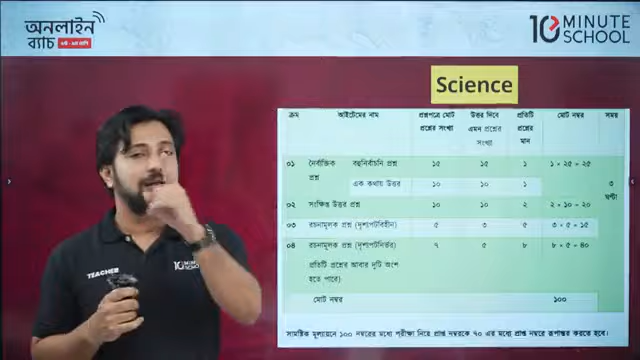 অনলাইন
ব্যাচ ৬ষ্ঠ - ১০ম শ্রেণি
10 MINUTE
SCHOOL
Science
ক্রম আইটেমের নাম প্রশ্নপত্রে মোট প্রশ্নের সংখ্যা উত্তর দিবে এমন প্রশ্নের সংখ্যা প্রতিটি প্রশ্নের মান মোট নম্বর সময়
০১ নৈর্ব্যক্তিক প্রশ্ন বহুনির্বাচনি প্রশ্ন ১৫ ১৫ ১ ১ × ২৫ = ২৫ ৩ ঘণ্টা
এক কথায় উত্তর ১০ ১০ ১
০২ সংক্ষিপ্ত উত্তর প্রশ্ন ১০ ১০ ২ ২ × ১০ = ২০
০৩ রচনামূলক প্রশ্ন (দৃশ্যপটবিহীন) ৫ ৩ ৫ ৩ × ৫ = ১৫
০৪ রচনামূলক প্রশ্ন (দৃশ্যপটনির্ভর) ৭ ৫ ৮ ৮ × ৫ = ৪০
প্রতিটি প্রশ্নের আবার দুটি অংশ
হতে পারে)
মোট নম্বর ১০০
সামষ্টিক মূল্যায়নে ১০০ নম্বরের মধ্যে পরীক্ষা নিয়ে প্রাপ্ত নম্বরকে ৭০ এর মধ্যে প্রাপ্ত নম্বরে রূপান্তর করতে হবে।
TEACHER
10 MINUTE
SCHOOL